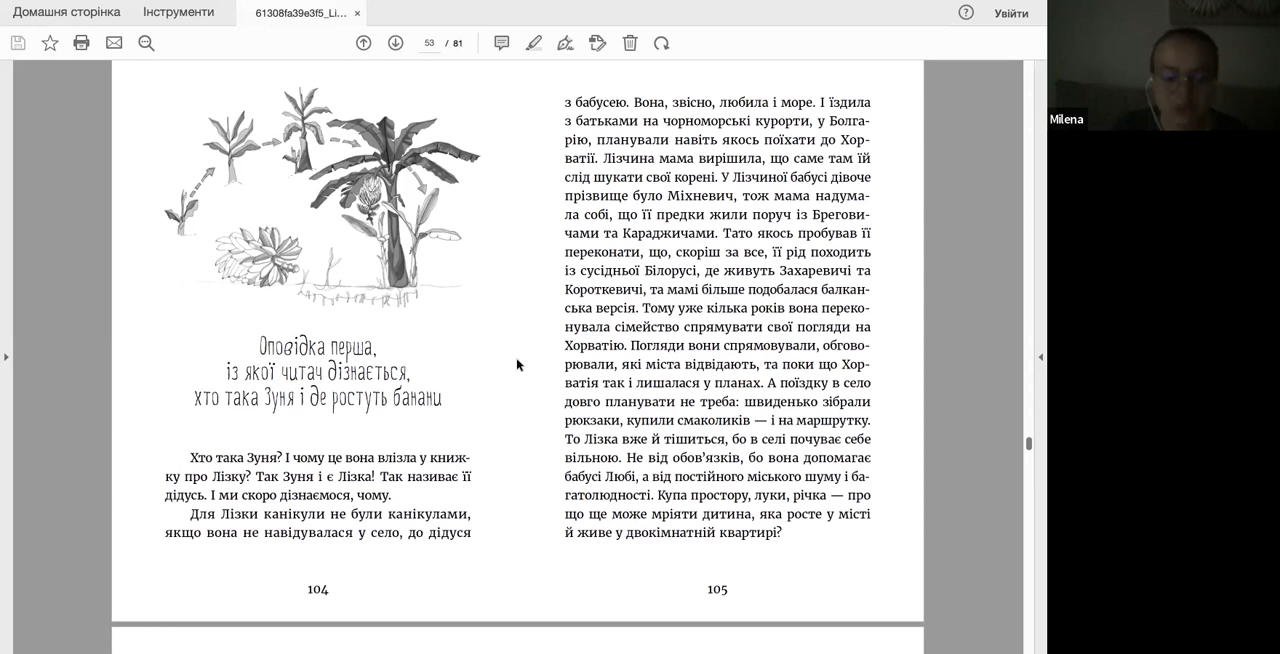 Домашня сторінка
Інструменти
61308fa39e3f5_Li...
Увійти
53 / 81
Milena
Оповідка перша,
із якої читач дізнається,
хто така Зуня і де ростуть банани
Хто така Зуня? І чому це вона влізла у книж-
ку про Лізку? Так Зуня і є Лізка! Так називає її
дідусь. І ми скоро дізнаємося, чому.
Для Лізки канікули не були канікулами,
якщо вона не навідувалася у село, до дідуся
104
з бабусею. Вона, звісно, любила і море. І їздила
з батьками на чорноморські курорти, у Болга-
рію, планували навіть якось поїхати до Хор-
ватії. Лізчина мама вирішила, що саме там їй
слід шукати свої корені. У Лізчиної бабусі дівоче
прізвище було Міхневич, тож мама надума-
ла собі, що її предки жили поруч із Брегови-
чами та Караджичами. Тато якось пробував її
переконати, що, скоріш за все, її рід походить
із сусідньої Білорусі, де живуть Захаревичі та
Короткевичі, та мамі більше подобалася балкан-
ська версія. Тому уже кілька років вона переко-
нувала сімейство спрямувати свої погляди на
Хорватію. Погляди вони спрямовували, обгово-
рювали, які міста відвідають, та поки що Хор-
ватія так і лишалася у планах. А поїздку в село
довго планувати не треба: швиденько зібрали
рюкзаки, купили смаколиків — і на маршрутку.
То Лізка вже й тішиться, бо в селі почуває себе
вільною. Не від обов’язків, бо вона допомагає
бабусі Любі, а від постійного міського шуму і ба-
гатолюдності. Купа простору, луки, річка — про
що ще може мріяти дитина, яка росте у місті
й живе у двокімнатній квартирі?
105